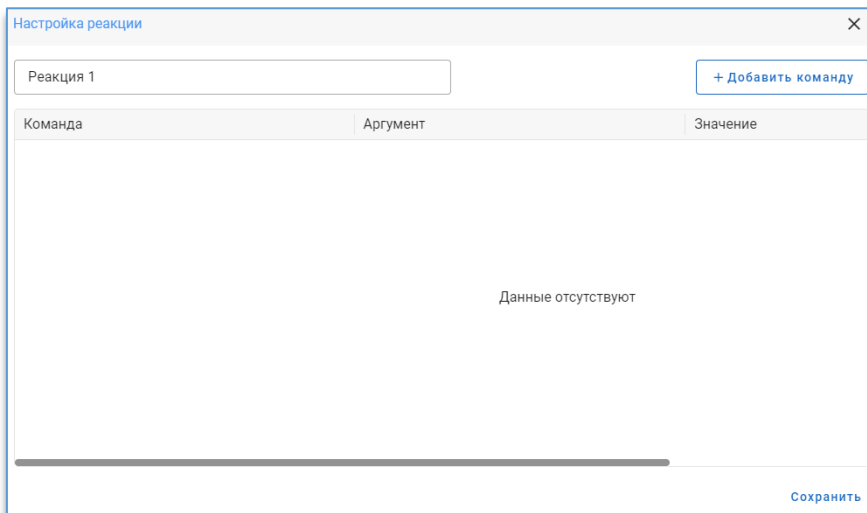 Настройка реакции
Реакция 1
+ Добавить команду
Команда Аргумент Значение
Данные отсутствуют
Сохранить